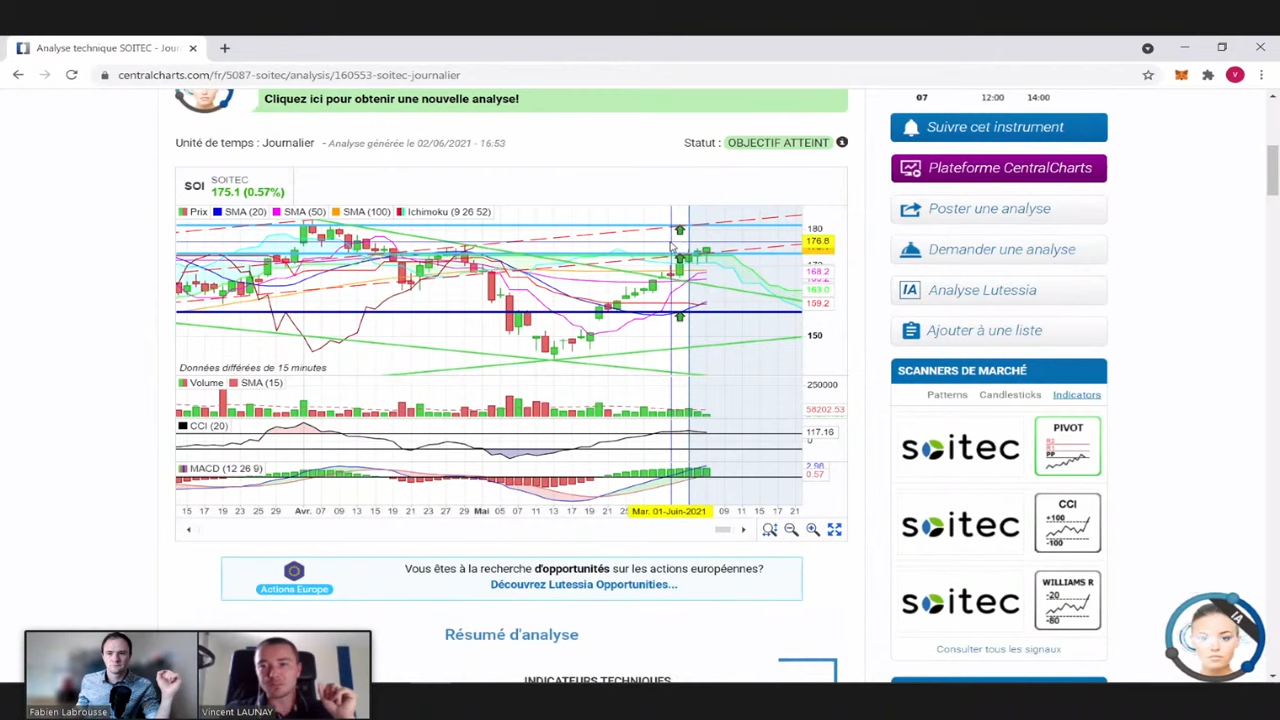 Analyse technique SOITEC - Jour
centralcharts.com/fr/5087-soitec/analysis/160553-soitec-journalier
V
Cliquez ici pour obtenir une nouvelle analyse!
07 12:00 14:00
Suivre cet instrument
Unité de temps : Journalier - Analyse générée le 02/06/2021 - 16:53
Statut : OBJECTIF ATTEINT
Plateforme CentralCharts
SOI
SOITEC
175.1 (0.57%)
Poster une analyse
Prix SMA (20) SMA (50) SMA (100) Ichimoku (9 26 52)
180
176.8
168.2
163.0
159.2
150
Demander une analyse
IA Analyse Lutessia
Ajouter à une liste
Données différées de 15 minutes
Volume SMA (15)
250000
58202.53
CCI (20)
117.16
0
MACD (12 26 9)
2.98
0.57
15 17 19 23 25 29 Avr. 07 09 13 15 19 21 23 27 29 Mai 05 07 11 13 17 19 21 Mar. 01-Juin-2021 09 11 15 17 21
SCANNERS DE MARCHÉ
Patterns Candlesticks Indicators
soitec
PIVOT
PP
soitec
CCI
+100
-100
soitec
WILLIAMS R
-20
-80
Consulter tous les signaux
IA
Actions Europe
Vous êtes à la recherche d'opportunités sur les actions européennes?
Découvrez Lutessia Opportunities...
Résumé d'analyse
INDICATEURS TECHNIQUES
Fabien Labrousse
Vincent LAUNAY